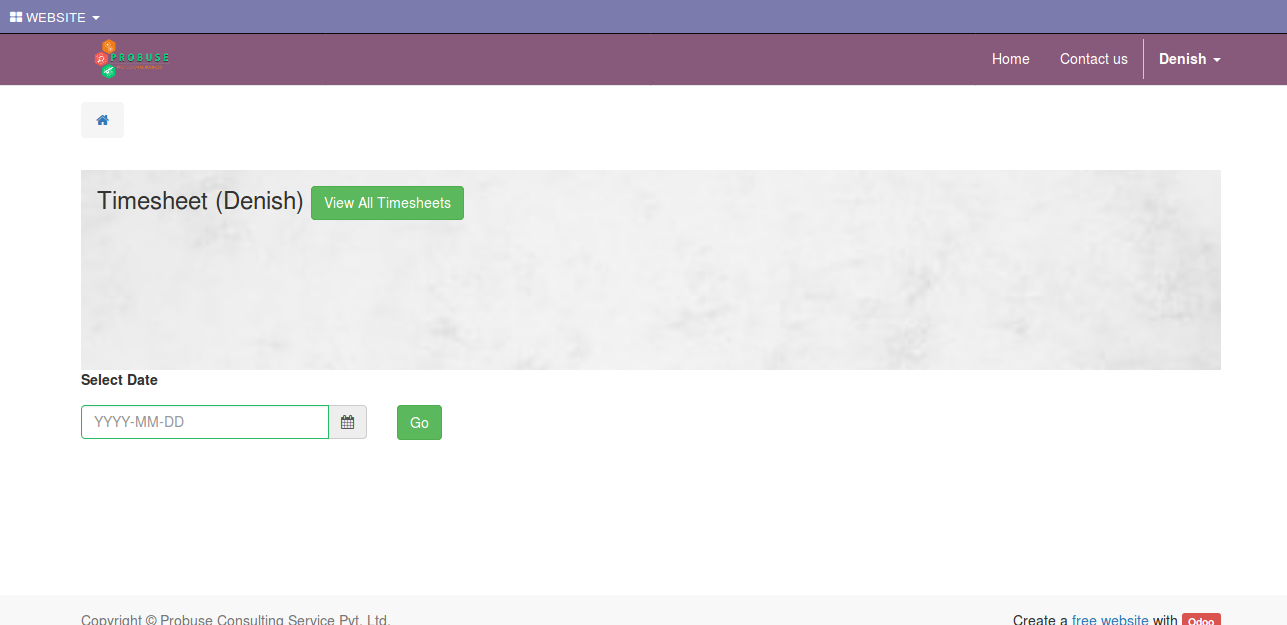 WEBSITE
PROBUSE
Home
Contact us
Denish
Timesheet (Denish)
View All Timesheets
Select Date
YYYY-MM-DD
Go
Copyright © Probuse Consulting Service Pvt. Ltd.
Create a free website with Odoo